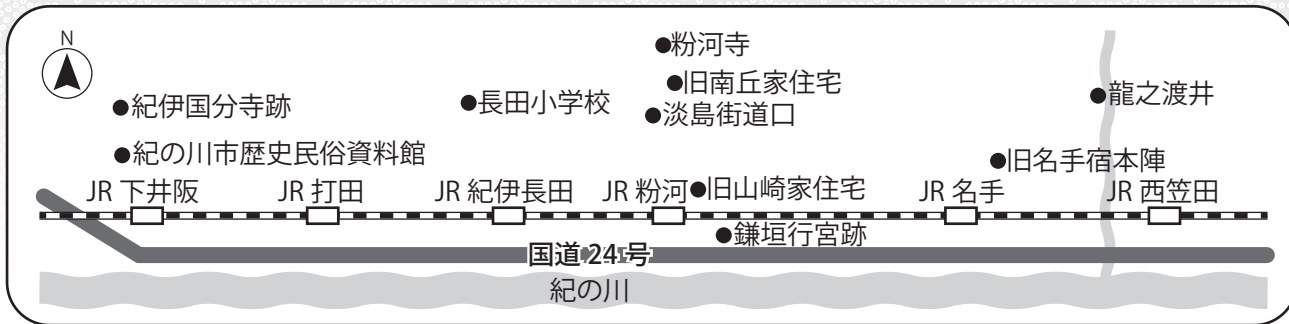 N
粉河寺
旧南丘家住宅
紀伊国分寺跡
長田小学校
龍之渡井
淡島街道口
紀の川市歴史民俗資料館
旧名手宿本陣
JR 下井阪
JR 打田
JR 紀伊長田
JR 粉河
旧山崎家住宅
JR 名手
JR 西笠田
鎌垣行宮跡
国道 24 号
紀の川